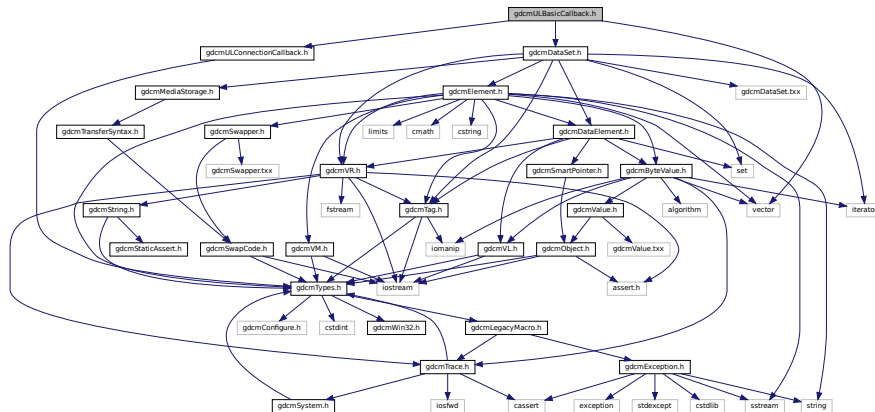 gdcmULBasicCallback.h
gdcmULConnectionCallback.h
gdcmDataSet.h
gdcmMediaStorage.h
gdcmElement.h
gdcmDataSet.txx
gdcmTransferSyntax.h
gdcmSwapper.h
limits
cmath
cstring
gdcmDataElement.h
gdcmSwapper.txx
gdcmVR.h
gdcmSmartPointer.h
gdcmByteValue.h
set
gdcmString.h
fstream
gdcmTag.h
gdcmValue.h
algorithm
vector
iterator
gdcmStaticAssert.h
gdcmSwapCode.h
gdcmVM.h
iomanip
gdcmVL.h
gdcmObject.h
gdcmValue.txx
gdcmTypes.h
iostream
assert.h
gdcmConfigure.h
cstdint
gdcmWin32.h
gdcmLegacyMacro.h
gdcmTrace.h
gdcmException.h
gdcmSystem.h
iosfwd
cassert
exception
stdexcept
cstdlib
sstream
string